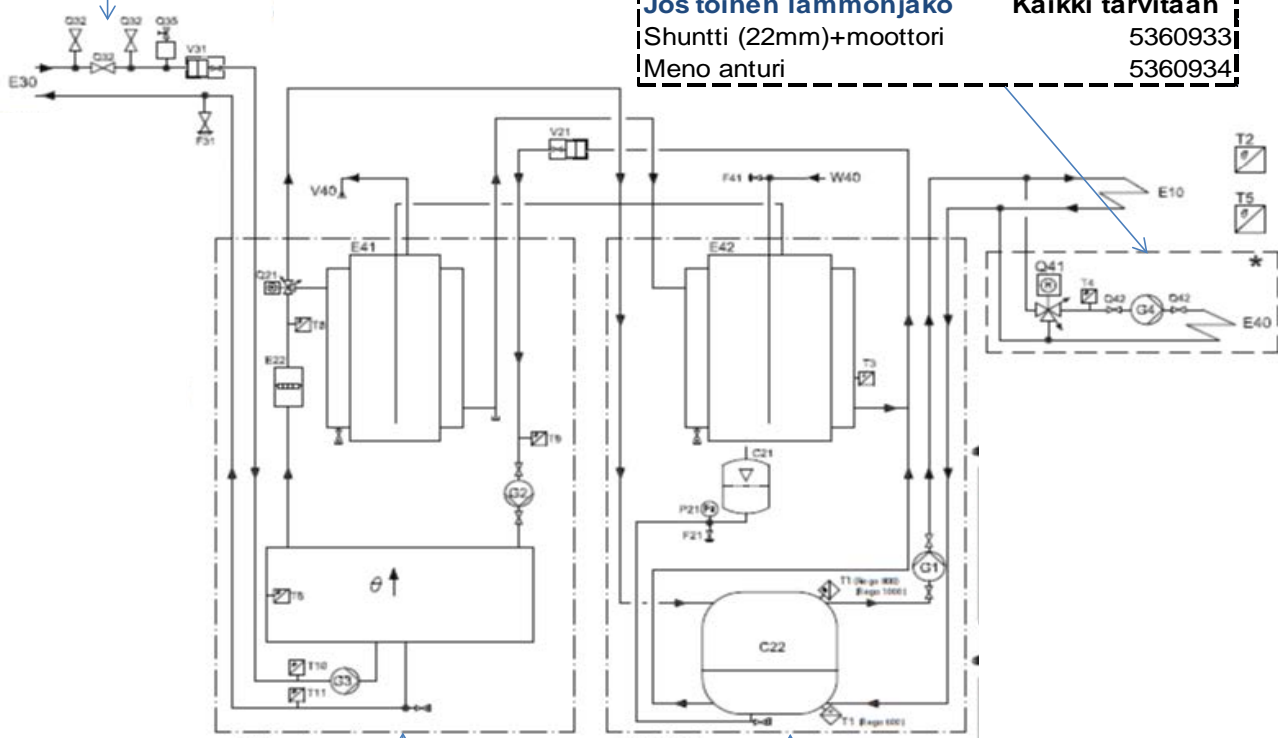 Jos toinen lämmönjako Kaikki tarvitaan
Shuntti (22mm)+moottori 5360933
Meno anturi 5360934
Q32 Q32 Q35
V31
Q32
E30
F31
V21
V40
F41 W40
T2
E10
T5
E41 E42
*
Q21
Q41
T4
Q42 Q42
G4
T8
E40
E22
T3
T9
C21
G2
P21
F21
G1
T1
θ
T6
C22
T10
G3
T11
T1